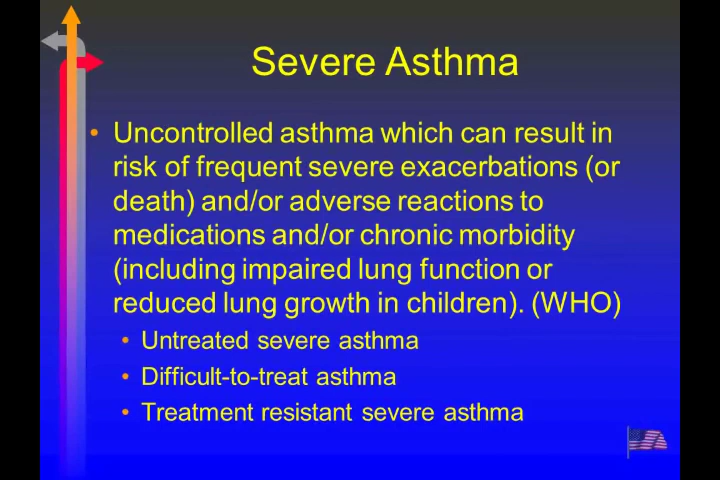 Severe Asthma
• Uncontrolled asthma which can result in
risk of frequent severe exacerbations (or
death) and/or adverse reactions to
medications and/or chronic morbidity
(including impaired lung function or
reduced lung growth in children). (WHO)
• Untreated severe asthma
• Difficult-to-treat asthma
• Treatment resistant severe asthma